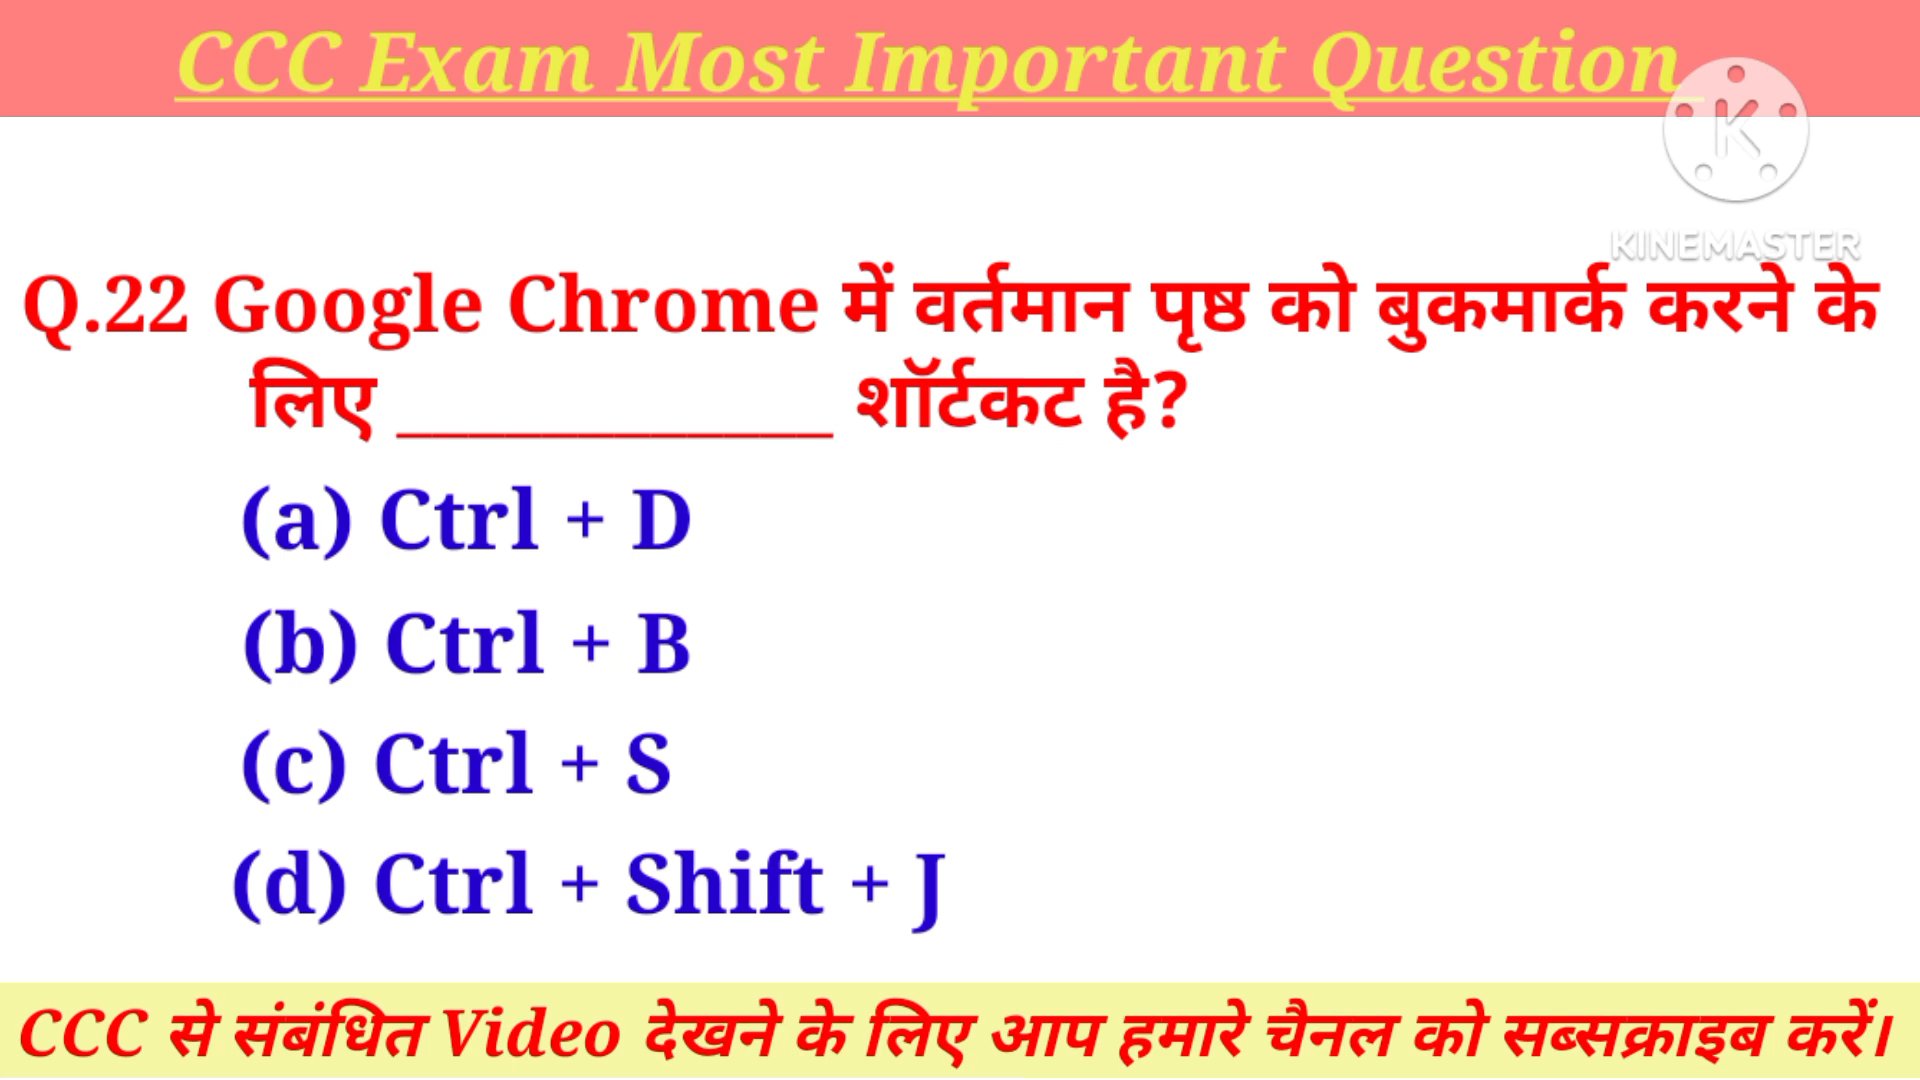 CCC Exam Most Important Question
K
KINEMASTER
Q.22 Google Chrome में वर्तमान पृष्ठ को बुकमार्क करने के
लिए ____________ शॉर्टकट है?
(a) Ctrl + D
(b) Ctrl + B
(c) Ctrl + S
(d) Ctrl + Shift + J
CCC से संबंधित Video देखने के लिए आप हमारे चैनल को सब्सक्राइब करें।